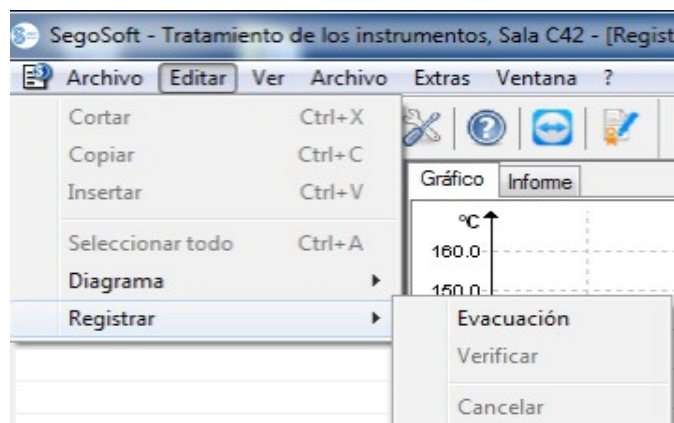 SegoSoft - Tratamiento de los instrumentos, Sala C42 - [Regist
Archivo Editar Ver Archivo Extras Ventana ?
Cortar Ctrl+X
Copiar Ctrl+C
Insertar Ctrl+V
Seleccionar todo Ctrl+A
Diagrama
Registrar
Gráfico Informe
°C
160.0
150.0
Evacuación
Verificar
Cancelar